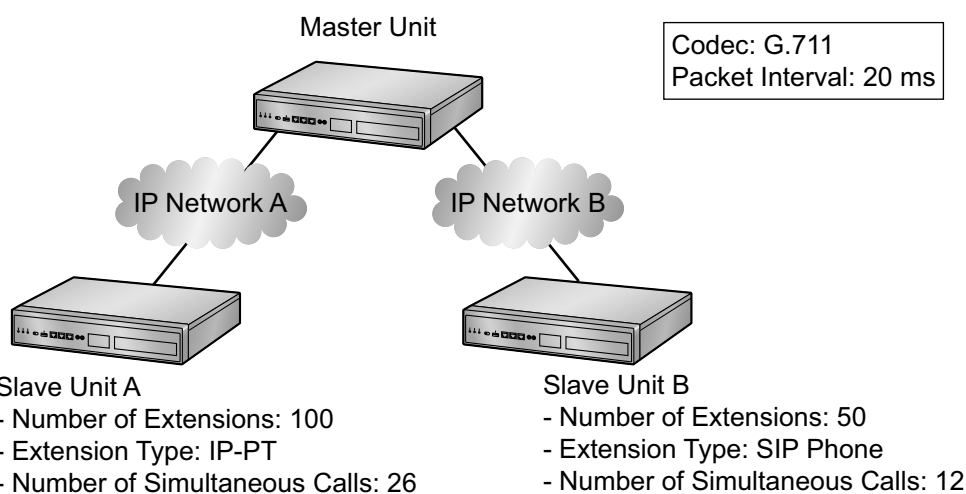 Master Unit
Codec: G.711
Packet Interval: 20 ms
IP Network A
IP Network B
Slave Unit A
- Number of Extensions: 100
- Extension Type: IP-PT
- Number of Simultaneous Calls: 26
Slave Unit B
- Number of Extensions: 50
- Extension Type: SIP Phone
- Number of Simultaneous Calls: 12